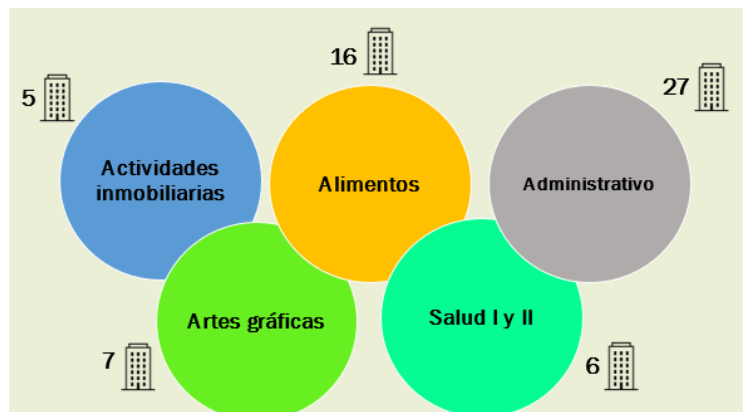 5
Actividades
inmobiliarias
16
Alimentos
27
Administrativo
7
Artes gráficas
Salud I y II
6